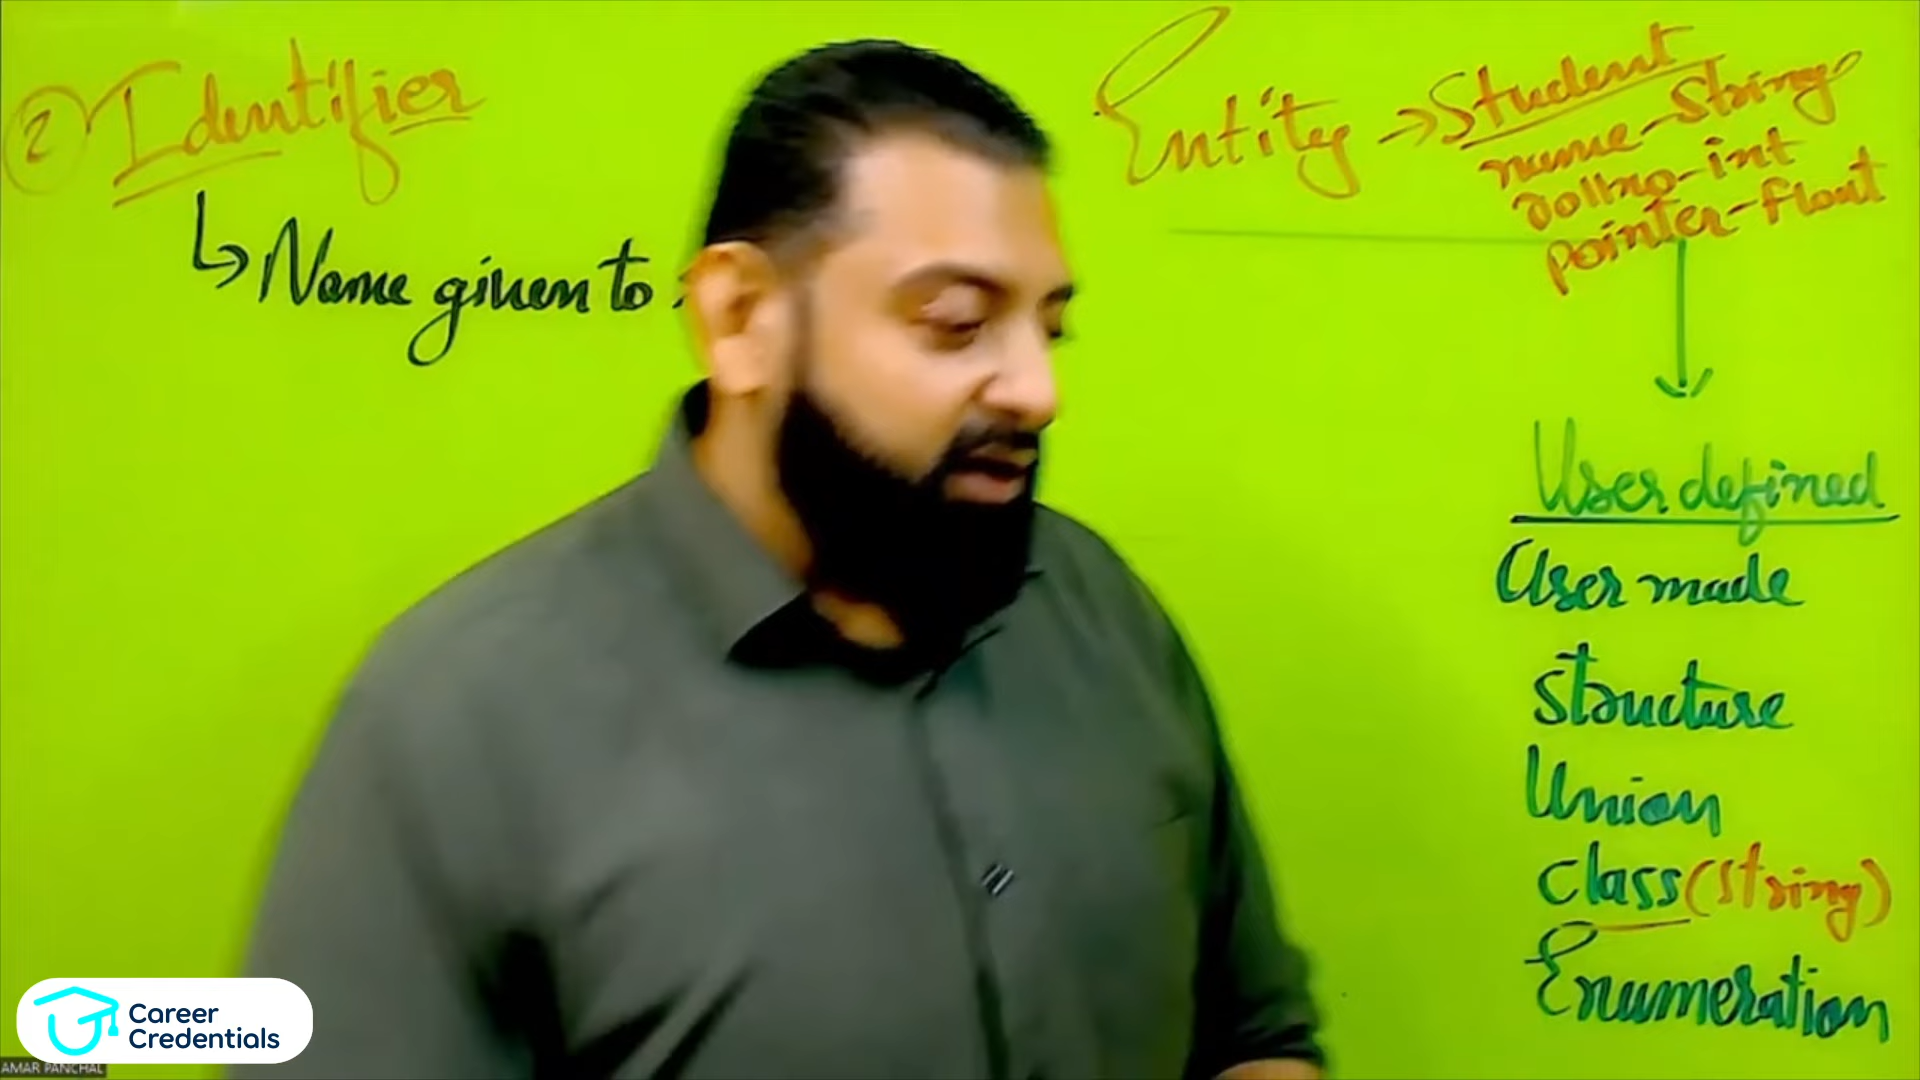 ② Identifier
↳ Name given to
Entity → Student
name - String
rollno - int
pointer - float
User defined
User made
Structure
Union
class (string)
Enumeration
Career
Credentials
AMAR PANCHAL